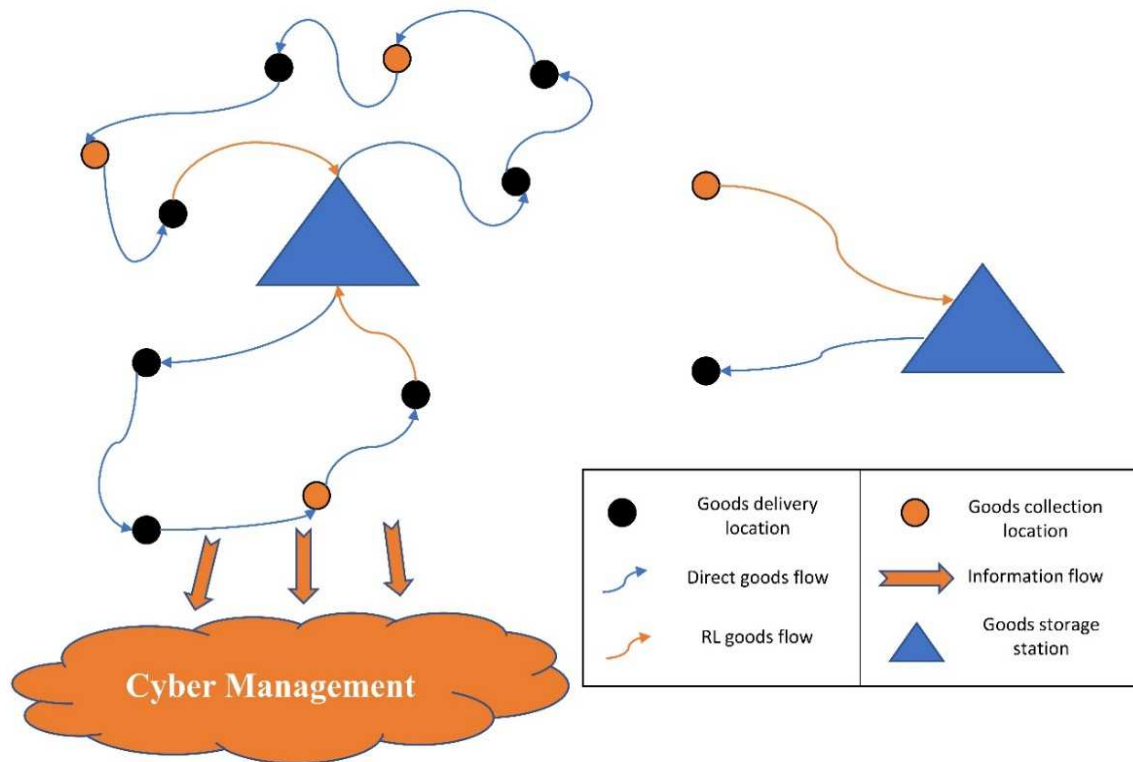 Goods delivery
location
Goods collection
location
Direct goods flow
Information flow
RL goods flow
Goods storage
station
Cyber Management